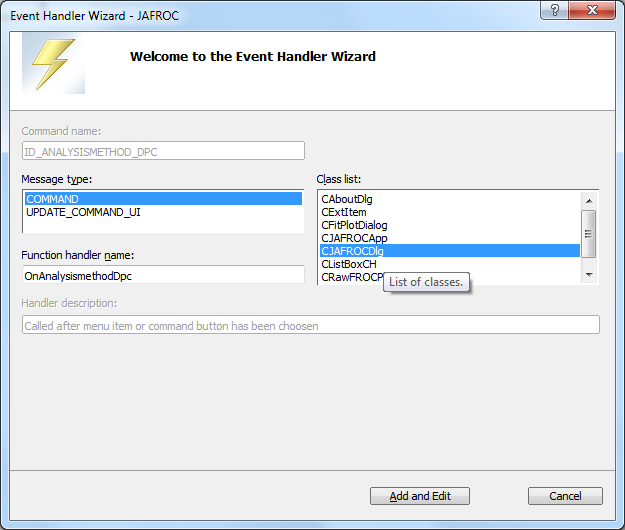 Event Handler Wizard - JAFROC
Welcome to the Event Handler Wizard
Command name:
ID_ANALYSISMETHOD_DPC
Message type:
COMMAND
UPDATE_COMMAND_UI
Class list:
CAboutDlg
CExtItem
CFitPlotDialog
CJAFROCApp
CJAFROCDlg
CListBoxCH
List of classes.
Function handler name:
OnAnalysismethodDpc
Handler description:
Called after menu item or command button has been choosen
Add and Edit
Cancel